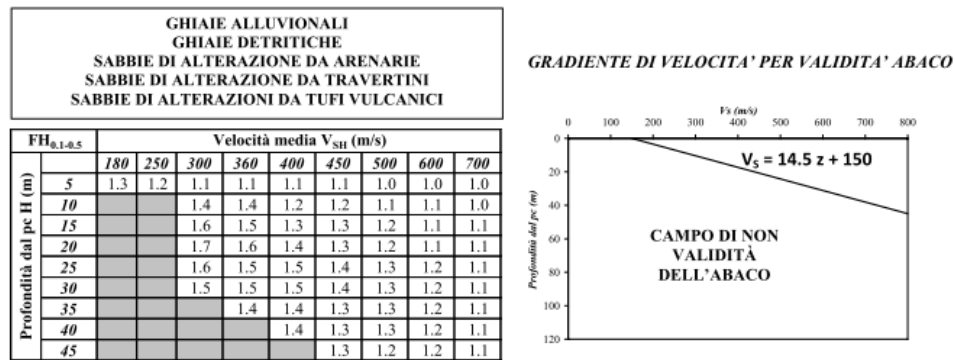 GHIAIE ALLUVIONALI
GHIAIE DETRITICHE
SABBIE DI ALTERAZIONE DA ARENARIE
SABBIE DI ALTERAZIONE DA TRAVERTINI
SABBIE DI ALTERAZIONI DA TUFI VULCANICI
FH0.1-0.5 Velocità media VSH (m/s)
180 250 300 360 400 450 500 600 700
Profondità dal pc H (m)
5 1.3 1.2 1.1 1.1 1.1 1.1 1.0 1.0 1.0
10 1.4 1.4 1.2 1.2 1.1 1.1 1.0
15 1.6 1.5 1.3 1.3 1.2 1.1 1.1
20 1.7 1.6 1.4 1.3 1.2 1.1 1.1
25 1.6 1.5 1.5 1.4 1.3 1.2 1.1
30 1.5 1.5 1.5 1.4 1.3 1.2 1.1
35 1.4 1.4 1.3 1.3 1.2 1.1
40 1.4 1.3 1.3 1.2 1.1
45 1.3 1.2 1.2 1.1
GRADIENTE DI VELOCITA' PER VALIDITA' ABACO
Vs (m/s)
0 100 200 300 400 500 600 700 800
Profondità dal pc (m)
0
20
40
60
80
100
120
VS = 14.5 z + 150
CAMPO DI NON
VALIDITÀ
DELL'ABACO